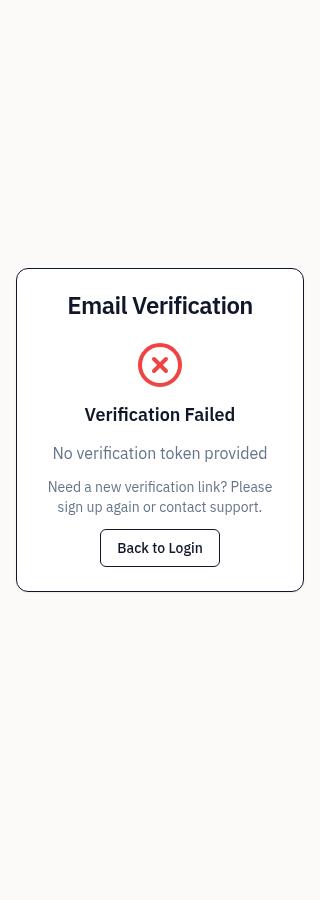 Email Verification
Verification Failed
No verification token provided
Need a new verification link? Please
sign up again or contact support.
Back to Login